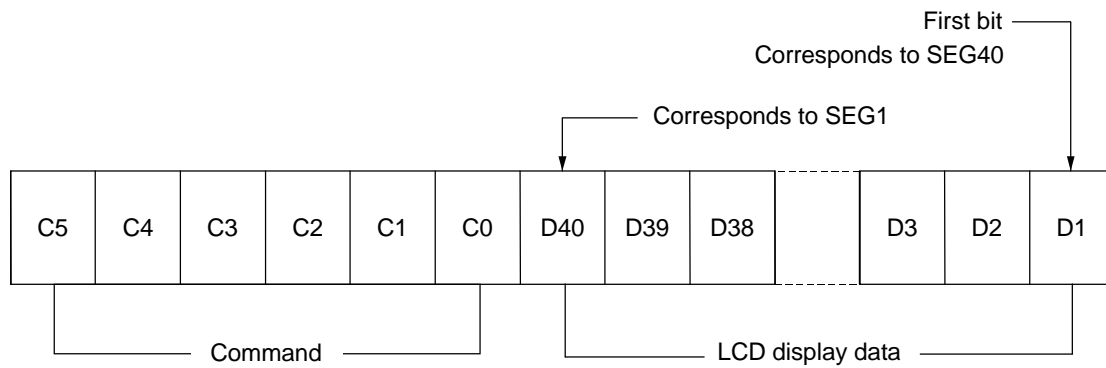 First bit
Corresponds to SEG40
Corresponds to SEG1
C5 C4 C3 C2 C1 C0 D40 D39 D38 D3 D2 D1
Command
LCD display data